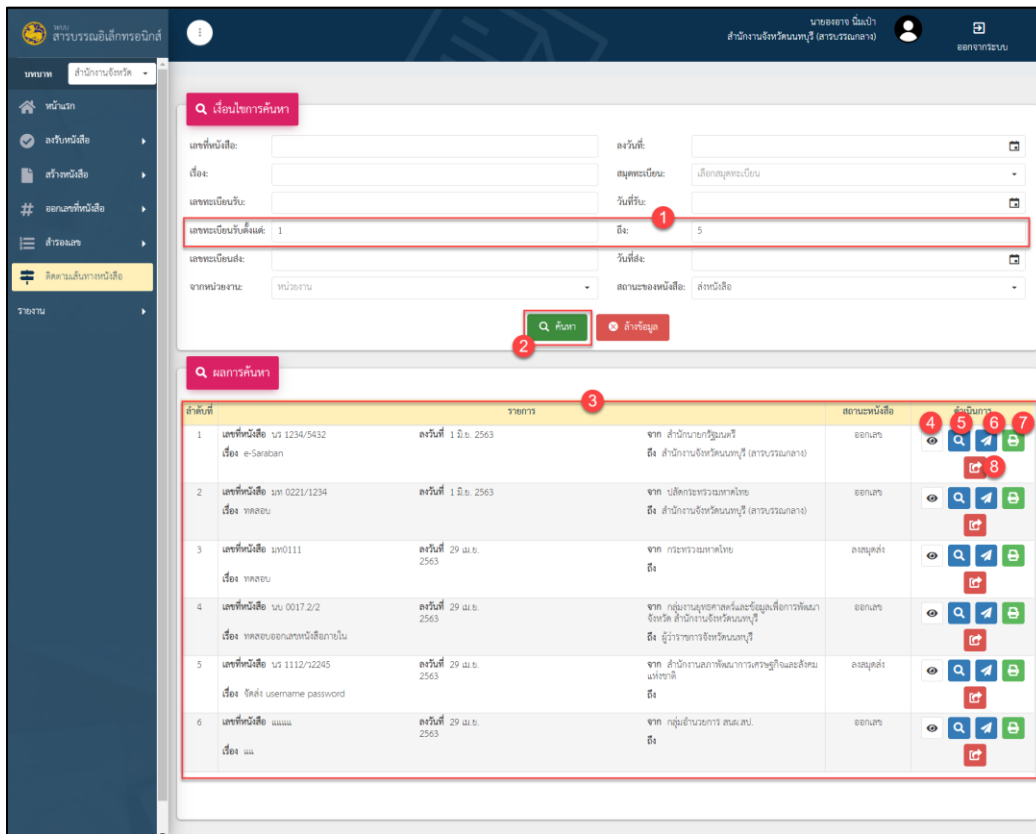 ระบบ
สารบรรณอิเล็กทรอนิกส์
นายองอาจ นิ่มเป้า
สำนักงานจังหวัดนนทบุรี (สารบรรณกลาง)
ออกจากระบบ
บทบาท สำนักงานจังหวัด
หน้าแรก
ลงรับหนังสือ
สร้างหนังสือ
ออกเลขที่หนังสือ
สำรองเลข
ติดตามเส้นทางหนังสือ
รายงาน
เงื่อนไขการค้นหา
เลขที่หนังสือ: ลงวันที่:
เรื่อง: สมุดทะเบียน: เลือกสมุดทะเบียน
เลขทะเบียนรับ: วันที่รับ:
1
เลขทะเบียนรับตั้งแต่: 1 ถึง: 5
เลขทะเบียนส่ง: วันที่ส่ง:
จากหน่วยงาน: หน่วยงาน สถานะของหนังสือ: ส่งหนังสือ
ค้นหา ล้างข้อมูล
2
ผลการค้นหา
3
ลำดับที่ รายการ สถานะหนังสือ ดำเนินการ
4 5 6 7
1 เลขที่หนังสือ นร 1234/5432 ลงวันที่ 1 มิ.ย. 2563 จาก สำนักนายกรัฐมนตรี ออกเลข
เรื่อง e-Saraban ถึง สำนักงานจังหวัดนนทบุรี (สารบรรณกลาง)
8
2 เลขที่หนังสือ มท 0221/1234 ลงวันที่ 1 มิ.ย. 2563 จาก ปลัดกระทรวงมหาดไทย ออกเลข
เรื่อง ทดสอบ ถึง สำนักงานจังหวัดนนทบุรี (สารบรรณกลาง)
3 เลขที่หนังสือ มท0111 ลงวันที่ 29 เม.ย. จาก กระทรวงมหาดไทย ลงสมุดส่ง
2563 ถึง
เรื่อง ทดสอบ
4 เลขที่หนังสือ นบ 0017.2/2 ลงวันที่ 29 เม.ย. จาก กลุ่มงานยุทธศาสตร์และข้อมูลเพื่อการพัฒนา ออกเลข
2563 จังหวัด สำนักงานจังหวัดนนทบุรี
เรื่อง ทดสอบออกเลขหนังสือภายใน ถึง ผู้ว่าราชการจังหวัดนนทบุรี
5 เลขที่หนังสือ นร 1112/ว2245 ลงวันที่ 29 เม.ย. จาก สำนักงานสภาพัฒนาการเศรษฐกิจและสังคม ลงสมุดส่ง
2563 แห่งชาติ
เรื่อง จัดส่ง username password ถึง
6 เลขที่หนังสือ ลงวันที่ 29 เม.ย. จาก กลุ่มอำนวยการ สนผ.สป. ออกเลข
2563 ถึง
เรื่อง